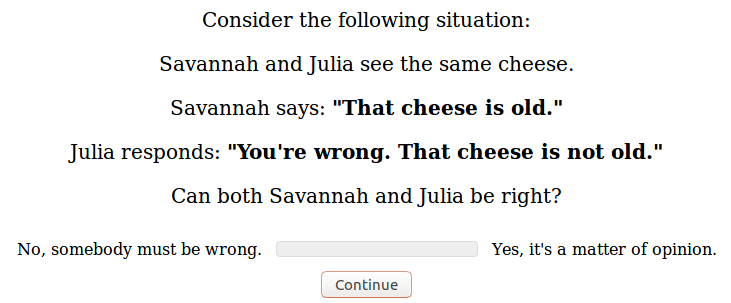 Consider the following situation:
Savannah and Julia see the same cheese.
Savannah says: "That cheese is old."
Julia responds: "You're wrong. That cheese is not old."
Can both Savannah and Julia be right?
No, somebody must be wrong. Yes, it's a matter of opinion.
Continue